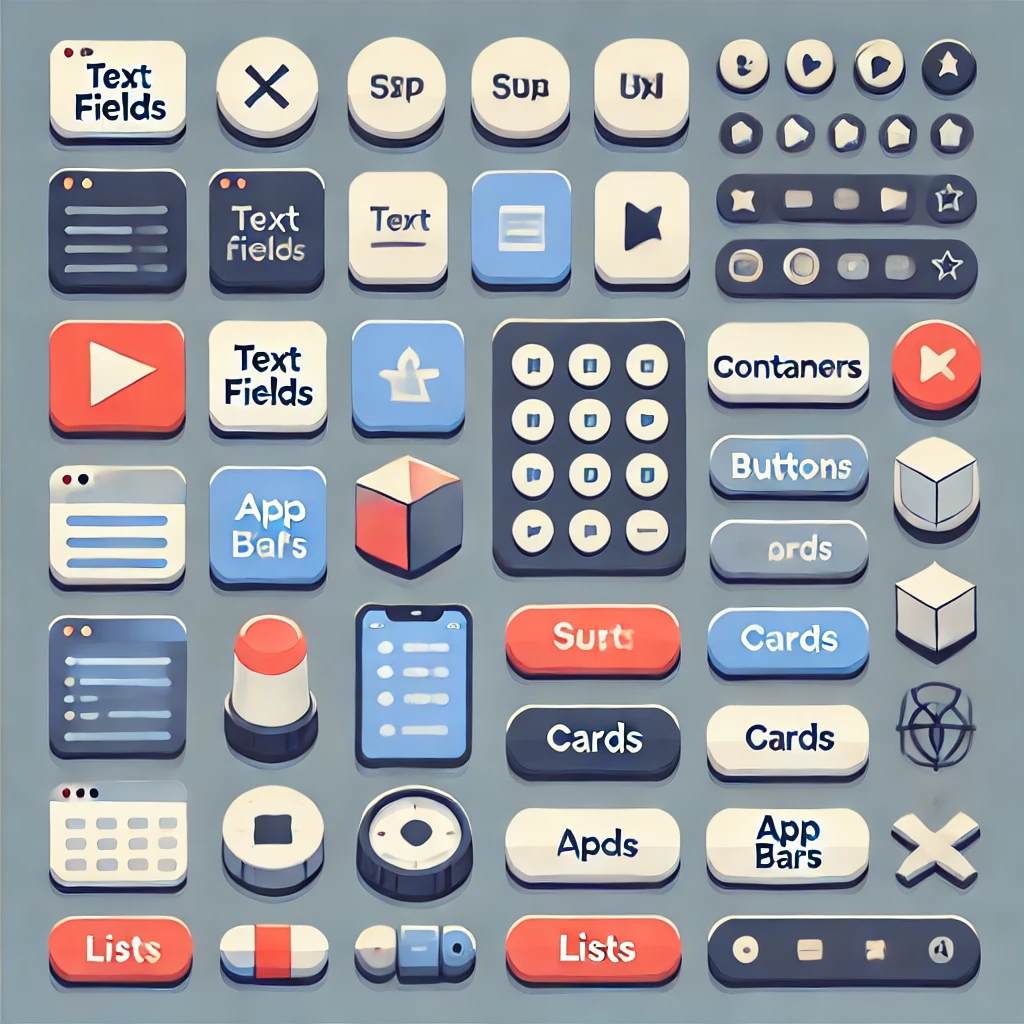 Text
Fields
Sup
Text
fields
Text
Text
Fields
Contaners
Buttons
App
Bars
ords
Cards
Cards
Cards
Apds
App
Bars
Lists
Lists